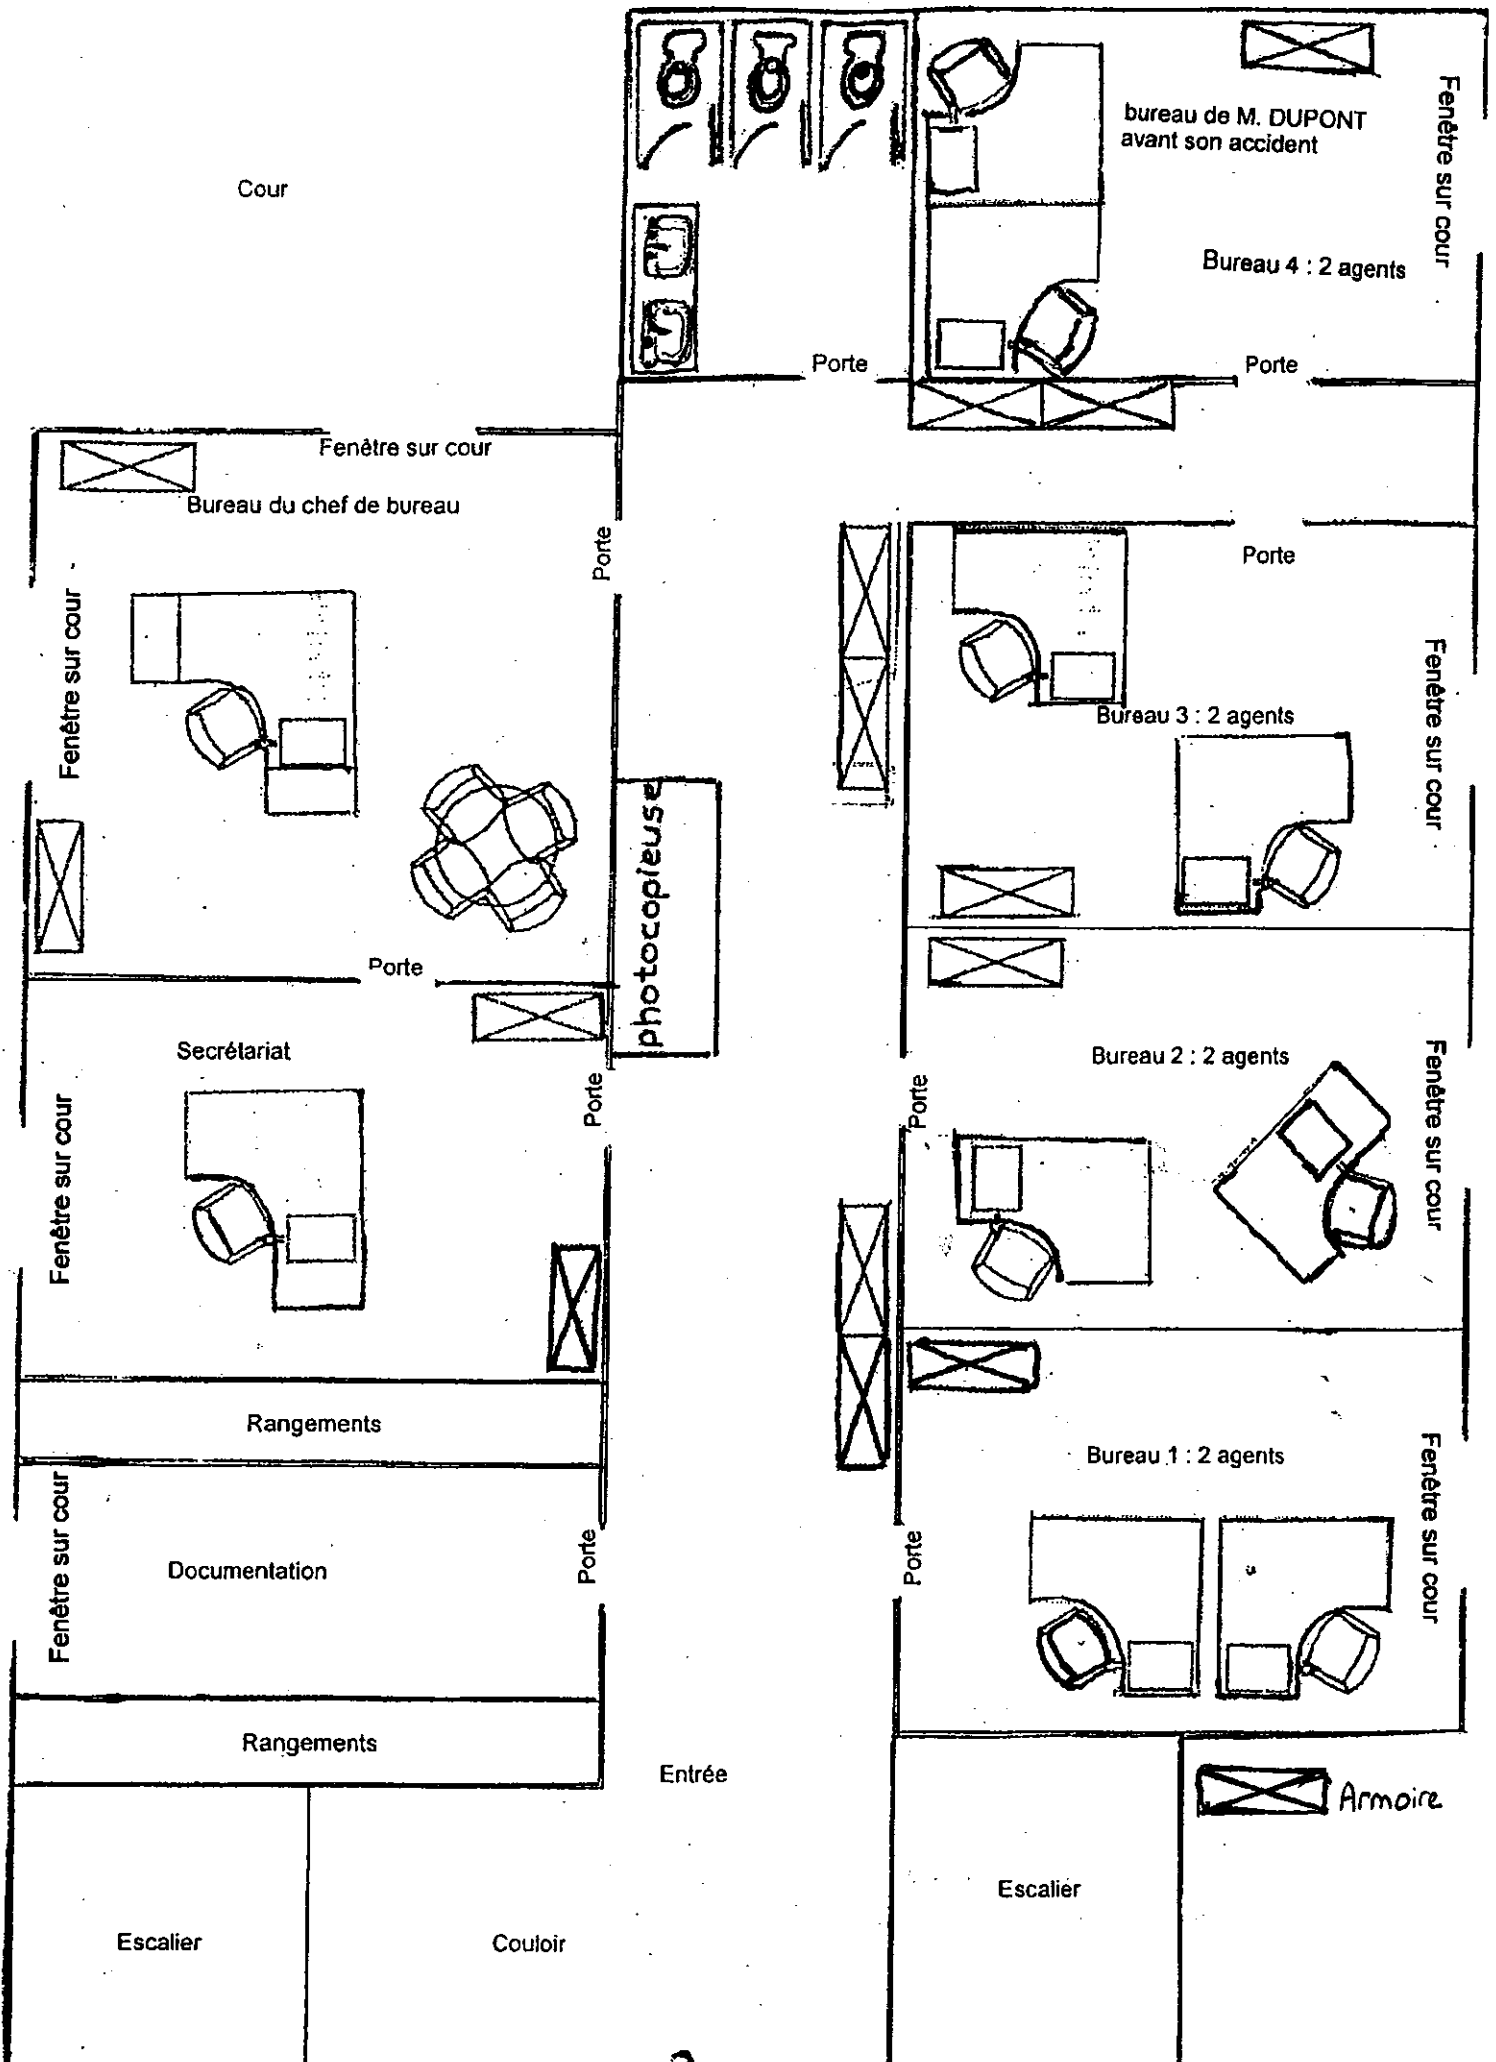 bureau de M. DUPONT
avant son accident
Fenêtre sur cour
Cour
Bureau 4 : 2 agents
Porte
Porte
Fenêtre sur cour
Bureau du chef de bureau
Porte
Porte
Fenêtre sur cour
Fenêtre sur cour
Bureau 3 : 2 agents
photocopieuse
Porte
Secrétariat
Bureau 2 : 2 agents
Fenêtre sur cour
Porte
Porte
Fenêtre sur cour
Rangements
Bureau 1 : 2 agents
Fenêtre sur cour
Fenêtre sur cour
Documentation
Porte
Porte
Rangements
Entrée
Armoire
Escalier
Escalier
Couloir